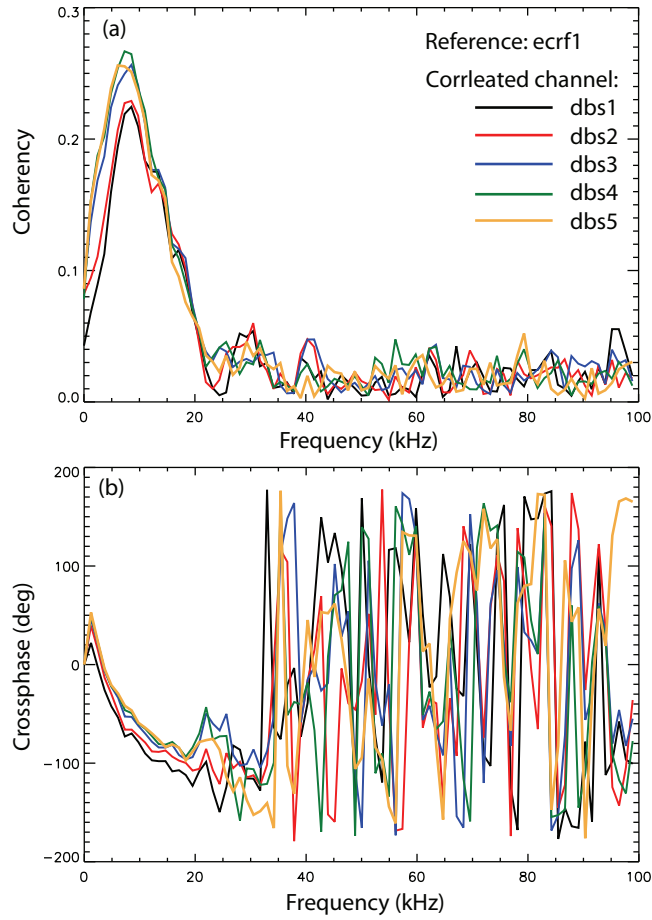 (a)
Reference: ecrf1
Corrleated channel:
dbs1
dbs2
dbs3
dbs4
dbs5
Coherency
0.3
0.2
0.1
0.0
0 20 40 60 80 100
Frequency (kHz)
(b)
Crossphase (deg)
200
100
0
−100
−200
0 20 40 60 80 100
Frequency (kHz)